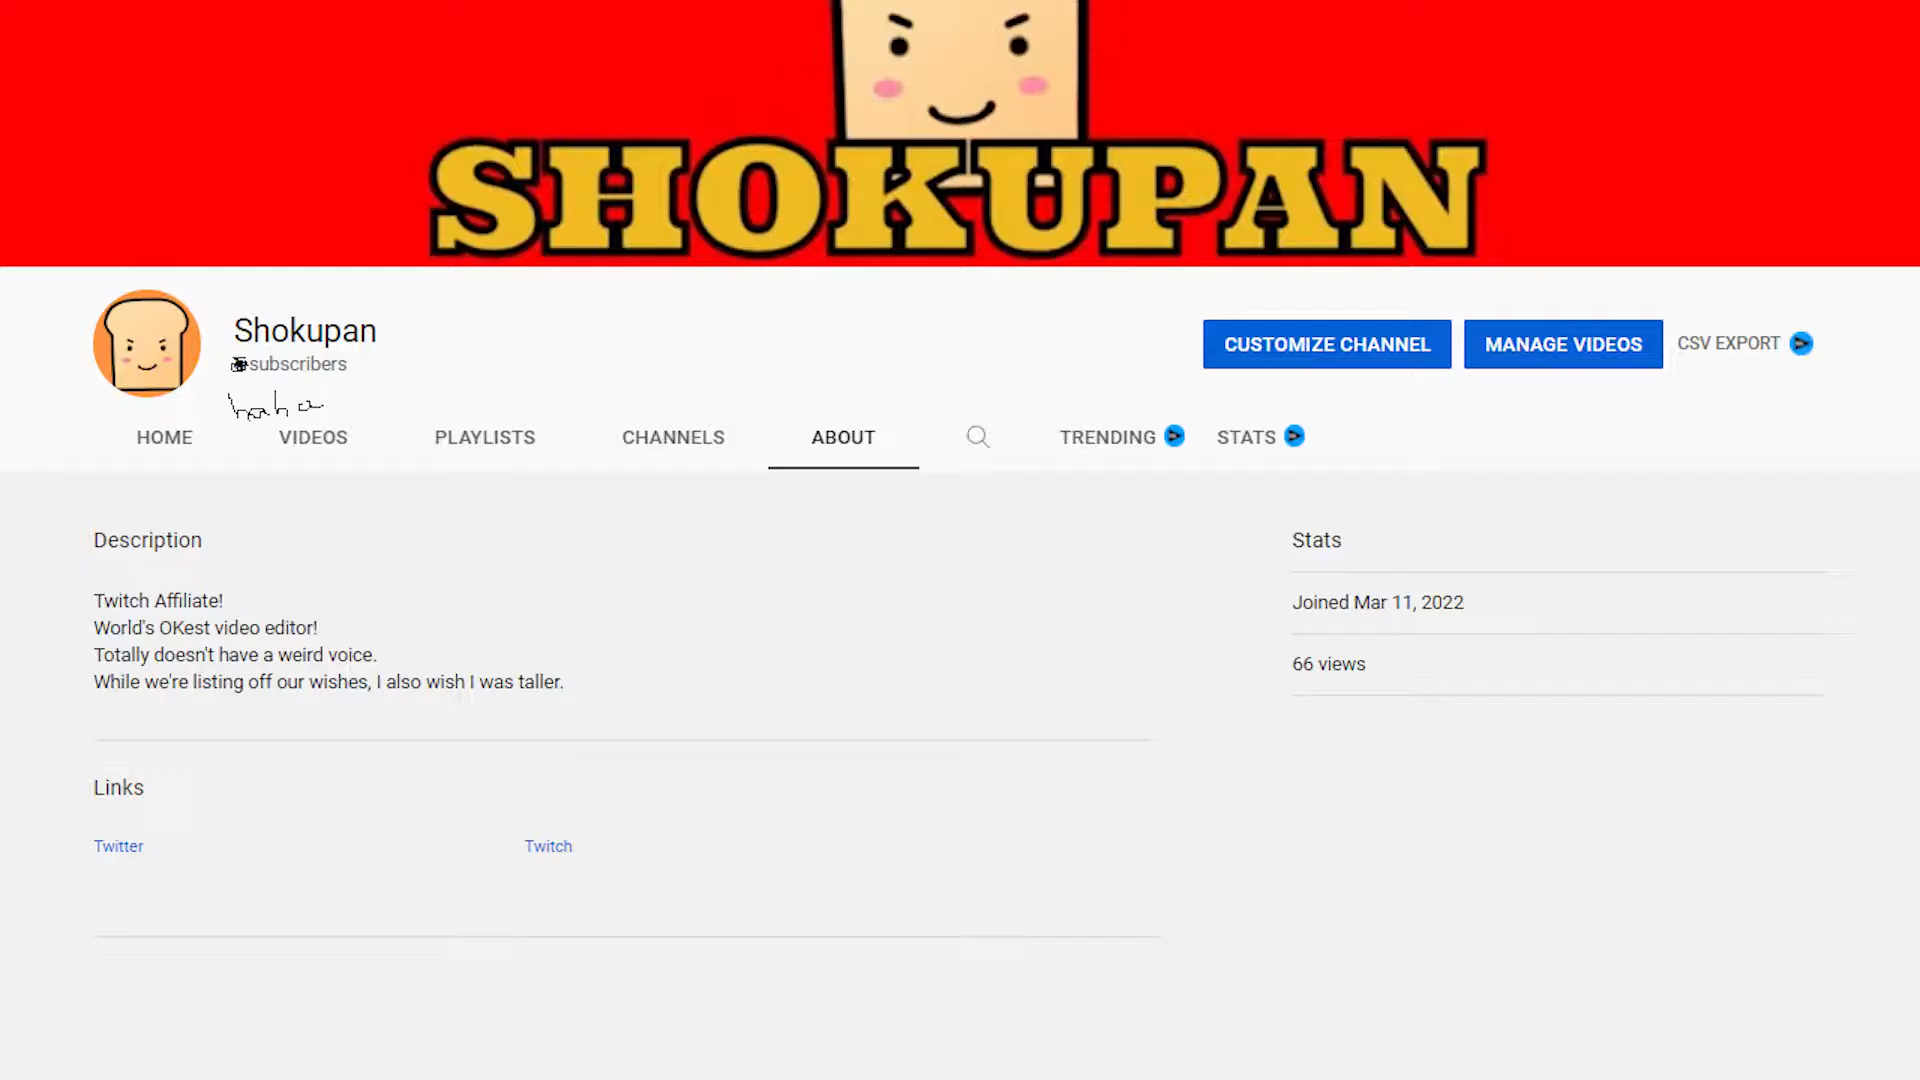 SHOKUPAN
Shokupan
subscribers
haha
CUSTOMIZE CHANNEL
MANAGE VIDEOS
CSV EXPORT
HOME
VIDEOS
PLAYLISTS
CHANNELS
ABOUT
TRENDING
STATS
Description
Twitch Affiliate!
World's OKest video editor!
Totally doesn't have a weird voice.
While we're listing off our wishes, I also wish I was taller.
Links
Twitter
Twitch
Stats
Joined Mar 11, 2022
66 views